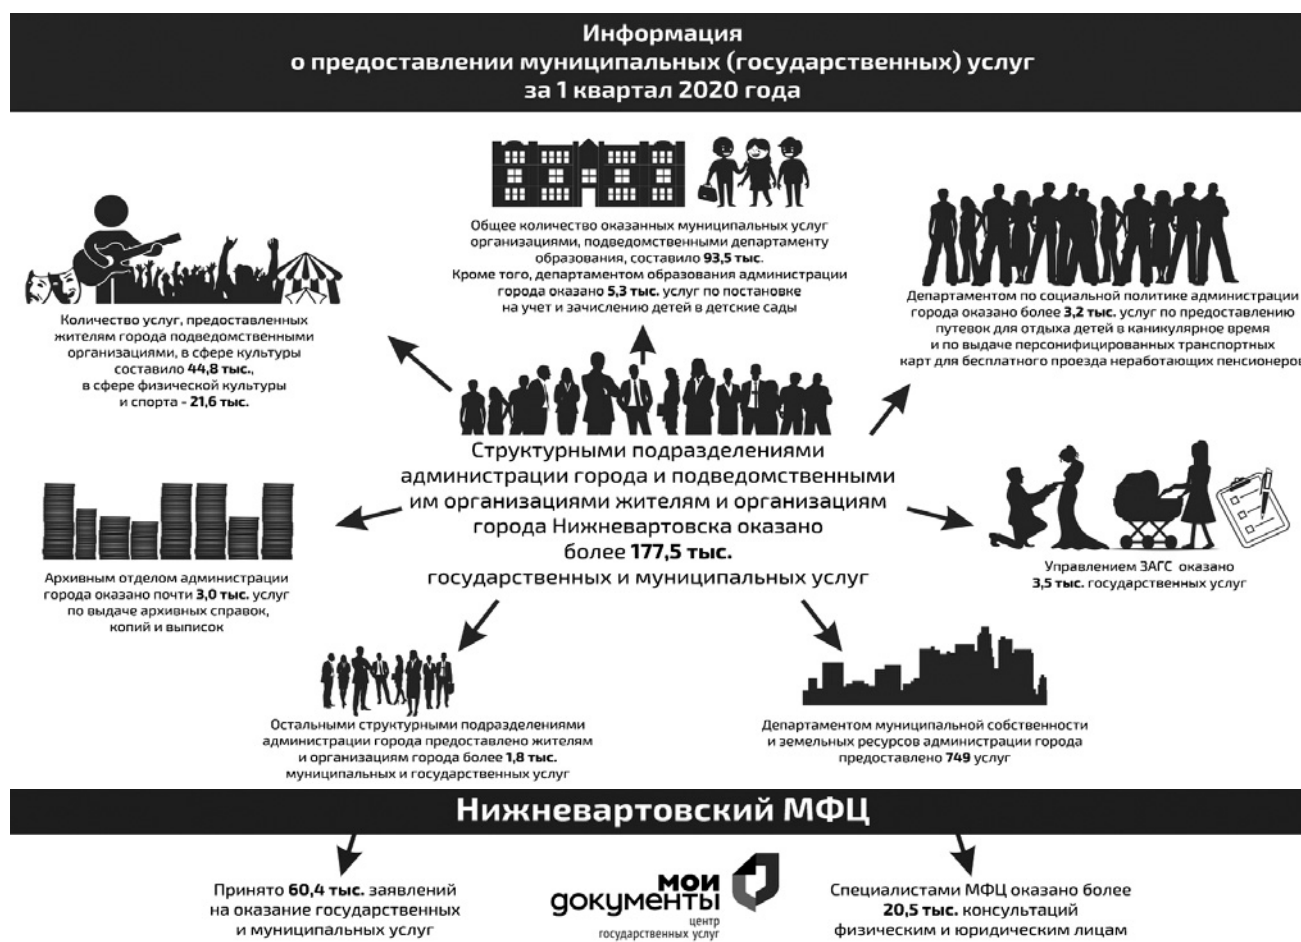 Информация
о предоставлении муниципальных (государственных) услуг
за 1 квартал 2020 года
Общее количество оказанных муниципальных услуг
организациями, подведомственными департаменту
образования, составило 93,5 тыс.
Кроме того, департаментом образования администрации
города оказано 5,3 тыс. услуг по постановке
на учет и зачислению детей в детские сады
Количество услуг, предоставленных
жителям города подведомственными
организациями, в сфере культуры
составило 44,8 тыс.,
в сфере физической культуры
и спорта - 21,6 тыс.
Департаментом по социальной политике администрации
города оказано более 3,2 тыс. услуг по предоставлению
путевок для отдыха детей в каникулярное время
и по выдаче персонифицированных транспортных
карт для бесплатного проезда неработающих пенсионеров
Структурными подразделениями
администрации города и подведомственными
им организациями жителям и организациям
города Нижневартовска оказано
более 177,5 тыс.
государственных и муниципальных услуг
Архивным отделом администрации
города оказано почти 3,0 тыс. услуг
по выдаче архивных справок,
копий и выписок
Управлением ЗАГС оказано
3,5 тыс. государственных услуг
Остальными структурными подразделениями
администрации города предоставлено жителям
и организациям города более 1,8 тыс.
муниципальных и государственных услуг
Департаментом муниципальной собственности
и земельных ресурсов администрации города
предоставлено 749 услуг
Нижневартовский МФЦ
Принято 60,4 тыс. заявлений
на оказание государственных
и муниципальных услуг
мои
документы
центр
государственных услуг
Специалистами МФЦ оказано более
20,5 тыс. консультаций
физическим и юридическим лицам